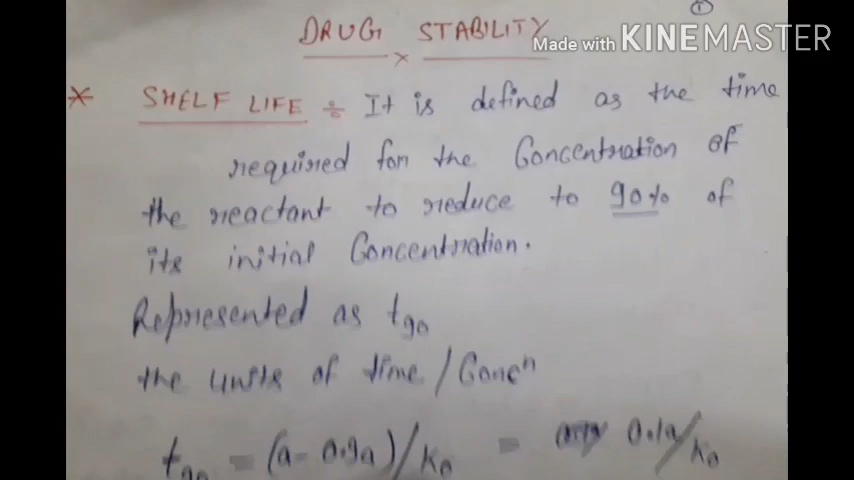 ①
DRUG STABILITY
Made with KINEMASTER
* SHELF LIFE ÷ It is defined as the time
required for the Concentration of
the reactant to reduce to 90% of
its initial Concentration.
Represented as t90
the units of time / Concn
t90 = (a - 0.9a)/K0 = 0.1a/K0